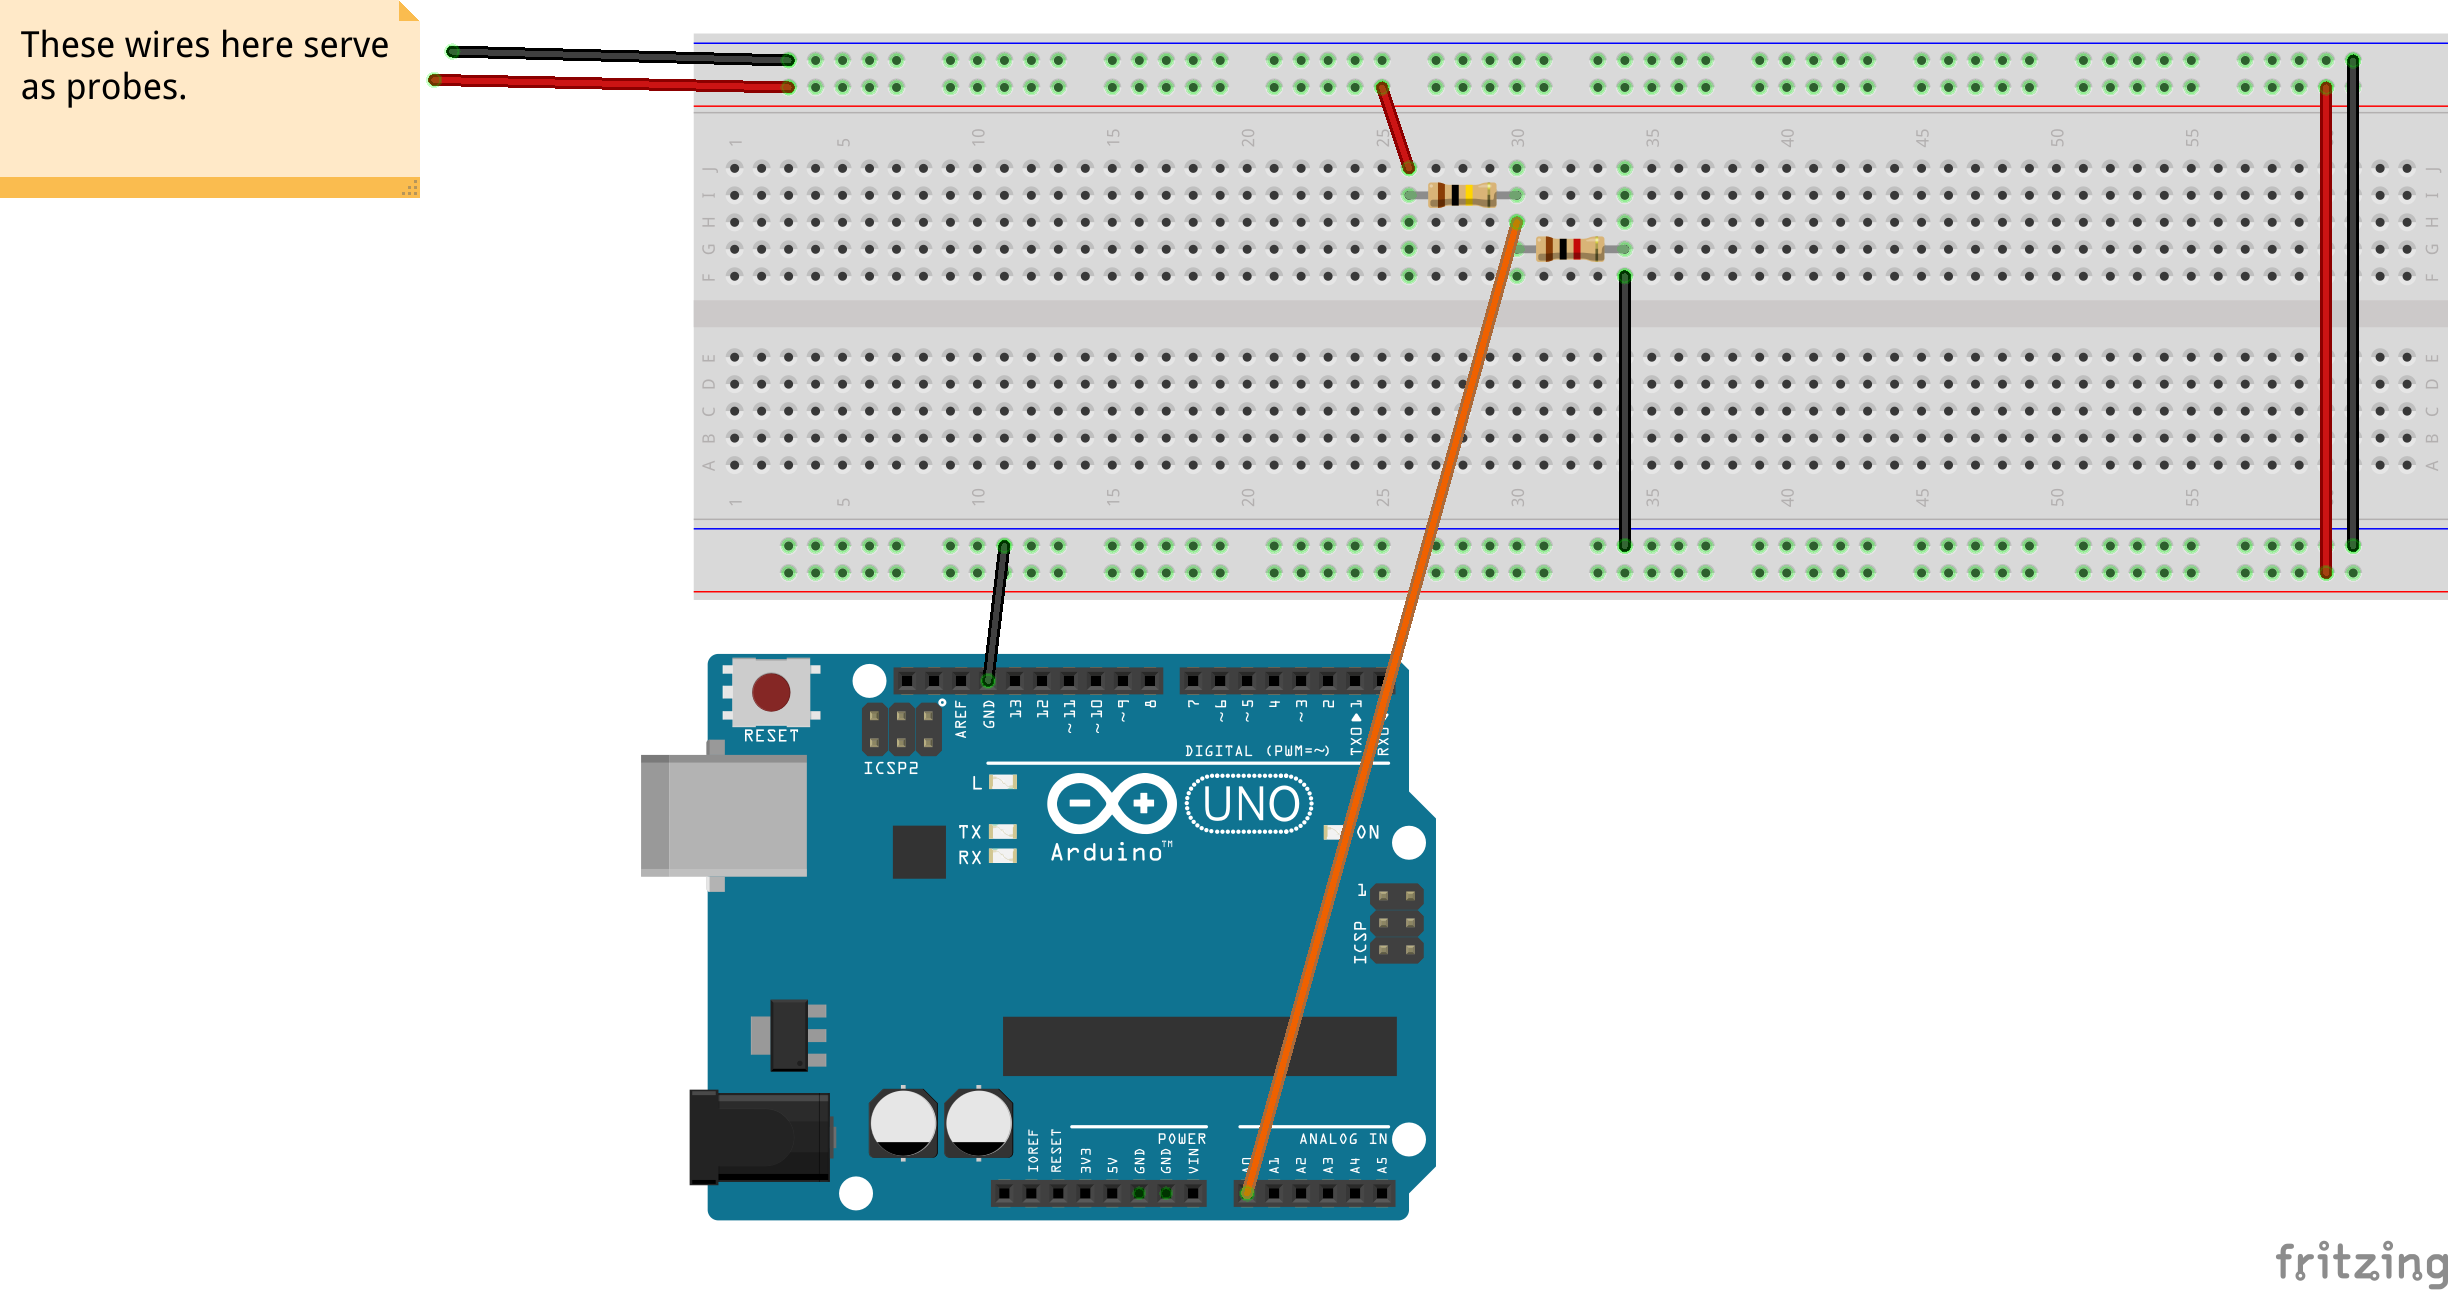 These wires here serve
as probes.
1 5 10 15 20 25 30 35 40 45 50 55
J J
I I
H H
G G
F F
E E
D D
C C
B B
A A
1 5 10 15 20 25 30 35 40 45 50 55
RESET
ICSP2
AREF GND 13 12 ~11 ~10 ~9 8 7 ~6 ~5 4 ~3 2 TXO▶1
DIGITAL (PWM=~)
L
TX
RX
UNO
Arduino™
ON
1
ICSP
POWER
ANALOG IN
IOREF RESET 3V3 5V GND GND VIN A0 A1 A2 A3 A4 A5
fritzing